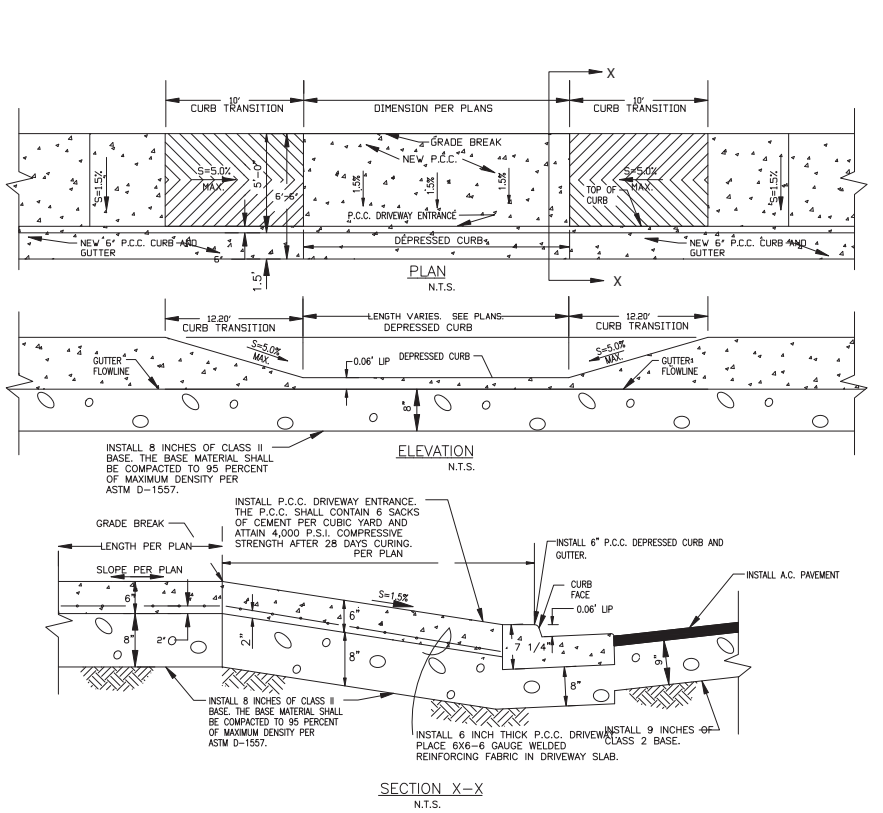 X
10'
CURB TRANSITION
DIMENSION PER PLANS
10'
CURB TRANSITION
GRADE BREAK
NEW P.C.C.
S=1.5%
S=5.0%
MAX.
5'-0"
6'-6"
1.5%
1.5%
1.5%
S=5.0%
MAX.
TOP OF
CURB
S=1.5%
P.C.C. DRIVEWAY ENTRANCE
NEW 6" P.C.C. CURB AND
GUTTER
6"
1.5'
DEPRESSED CURB
NEW 6" P.C.C. CURB AND
GUTTER
X
PLAN
N.T.S.
12.20'
CURB TRANSITION
LENGTH VARIES. SEE PLANS.
DEPRESSED CURB
12.20'
CURB TRANSITION
S=5.0%
MAX.
GUTTER
FLOWLINE
0.06' LIP
DEPRESSED CURB
S=5.0%
MAX.
GUTTER
FLOWLINE
8"
INSTALL 8 INCHES OF CLASS II
BASE. THE BASE MATERIAL SHALL
BE COMPACTED TO 95 PERCENT
OF MAXIMUM DENSITY PER
ASTM D-1557.
ELEVATION
N.T.S.
INSTALL P.C.C. DRIVEWAY ENTRANCE.
THE P.C.C. SHALL CONTAIN 6 SACKS
OF CEMENT PER CUBIC YARD AND
ATTAIN 4,000 P.S.I. COMPRESSIVE
STRENGTH AFTER 28 DAYS CURING.
PER PLAN
GRADE BREAK
LENGTH PER PLAN
SLOPE PER PLAN
INSTALL 6" P.C.C. DEPRESSED CURB AND
GUTTER.
CURB
FACE
0.06' LIP
INSTALL A.C. PAVEMENT
S=1.5%
6"
8"
2"
2"
6"
8"
7 1/4"
8"
9"
INSTALL 8 INCHES OF CLASS II
BASE. THE BASE MATERIAL SHALL
BE COMPACTED TO 95 PERCENT
OF MAXIMUM DENSITY PER
ASTM D-1557.
INSTALL 6 INCH THICK P.C.C. DRIVEWAY.
PLACE 6X6-6 GAUGE WELDED
REINFORCING FABRIC IN DRIVEWAY SLAB.
INSTALL 9 INCHES OF
CLASS 2 BASE.
SECTION X-X
N.T.S.